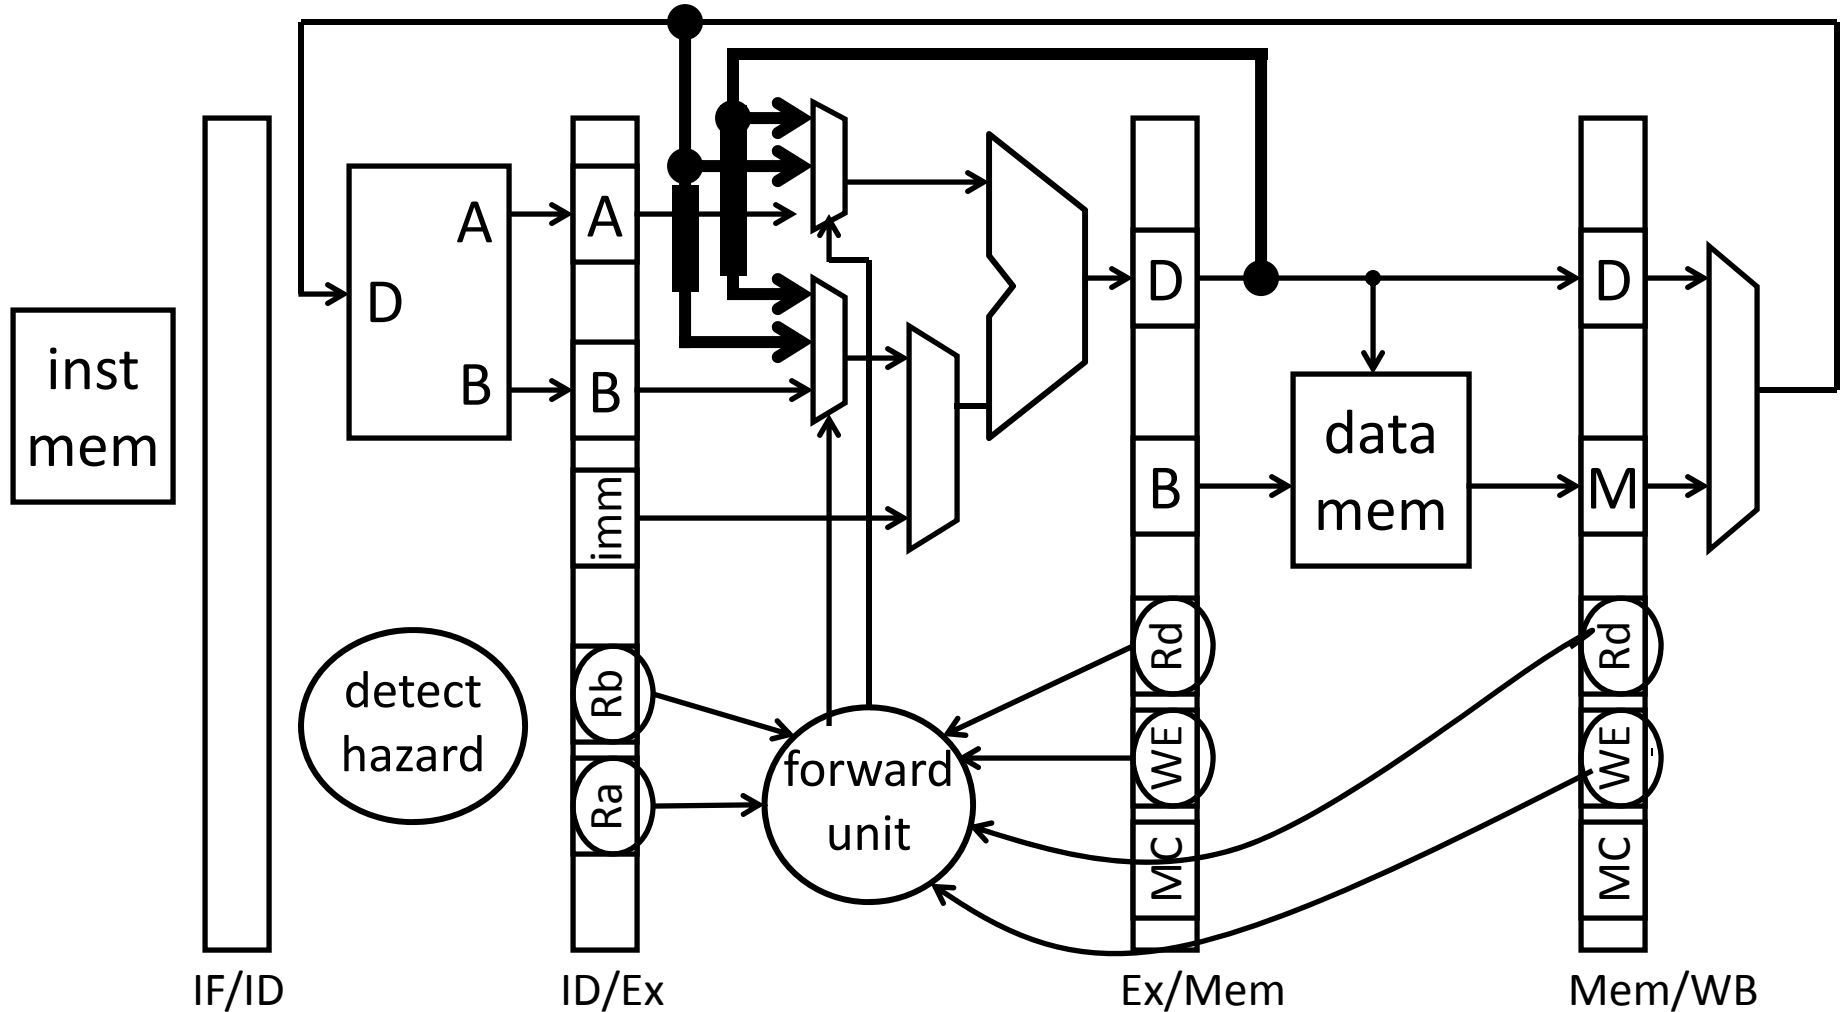 inst
mem
D
A
B
A
B
imm
Rb
Ra
detect
hazard
forward
unit
D
B
Rd
WE
MC
data
mem
D
M
Rd
WE
MC
IF/ID
ID/Ex
Ex/Mem
Mem/WB